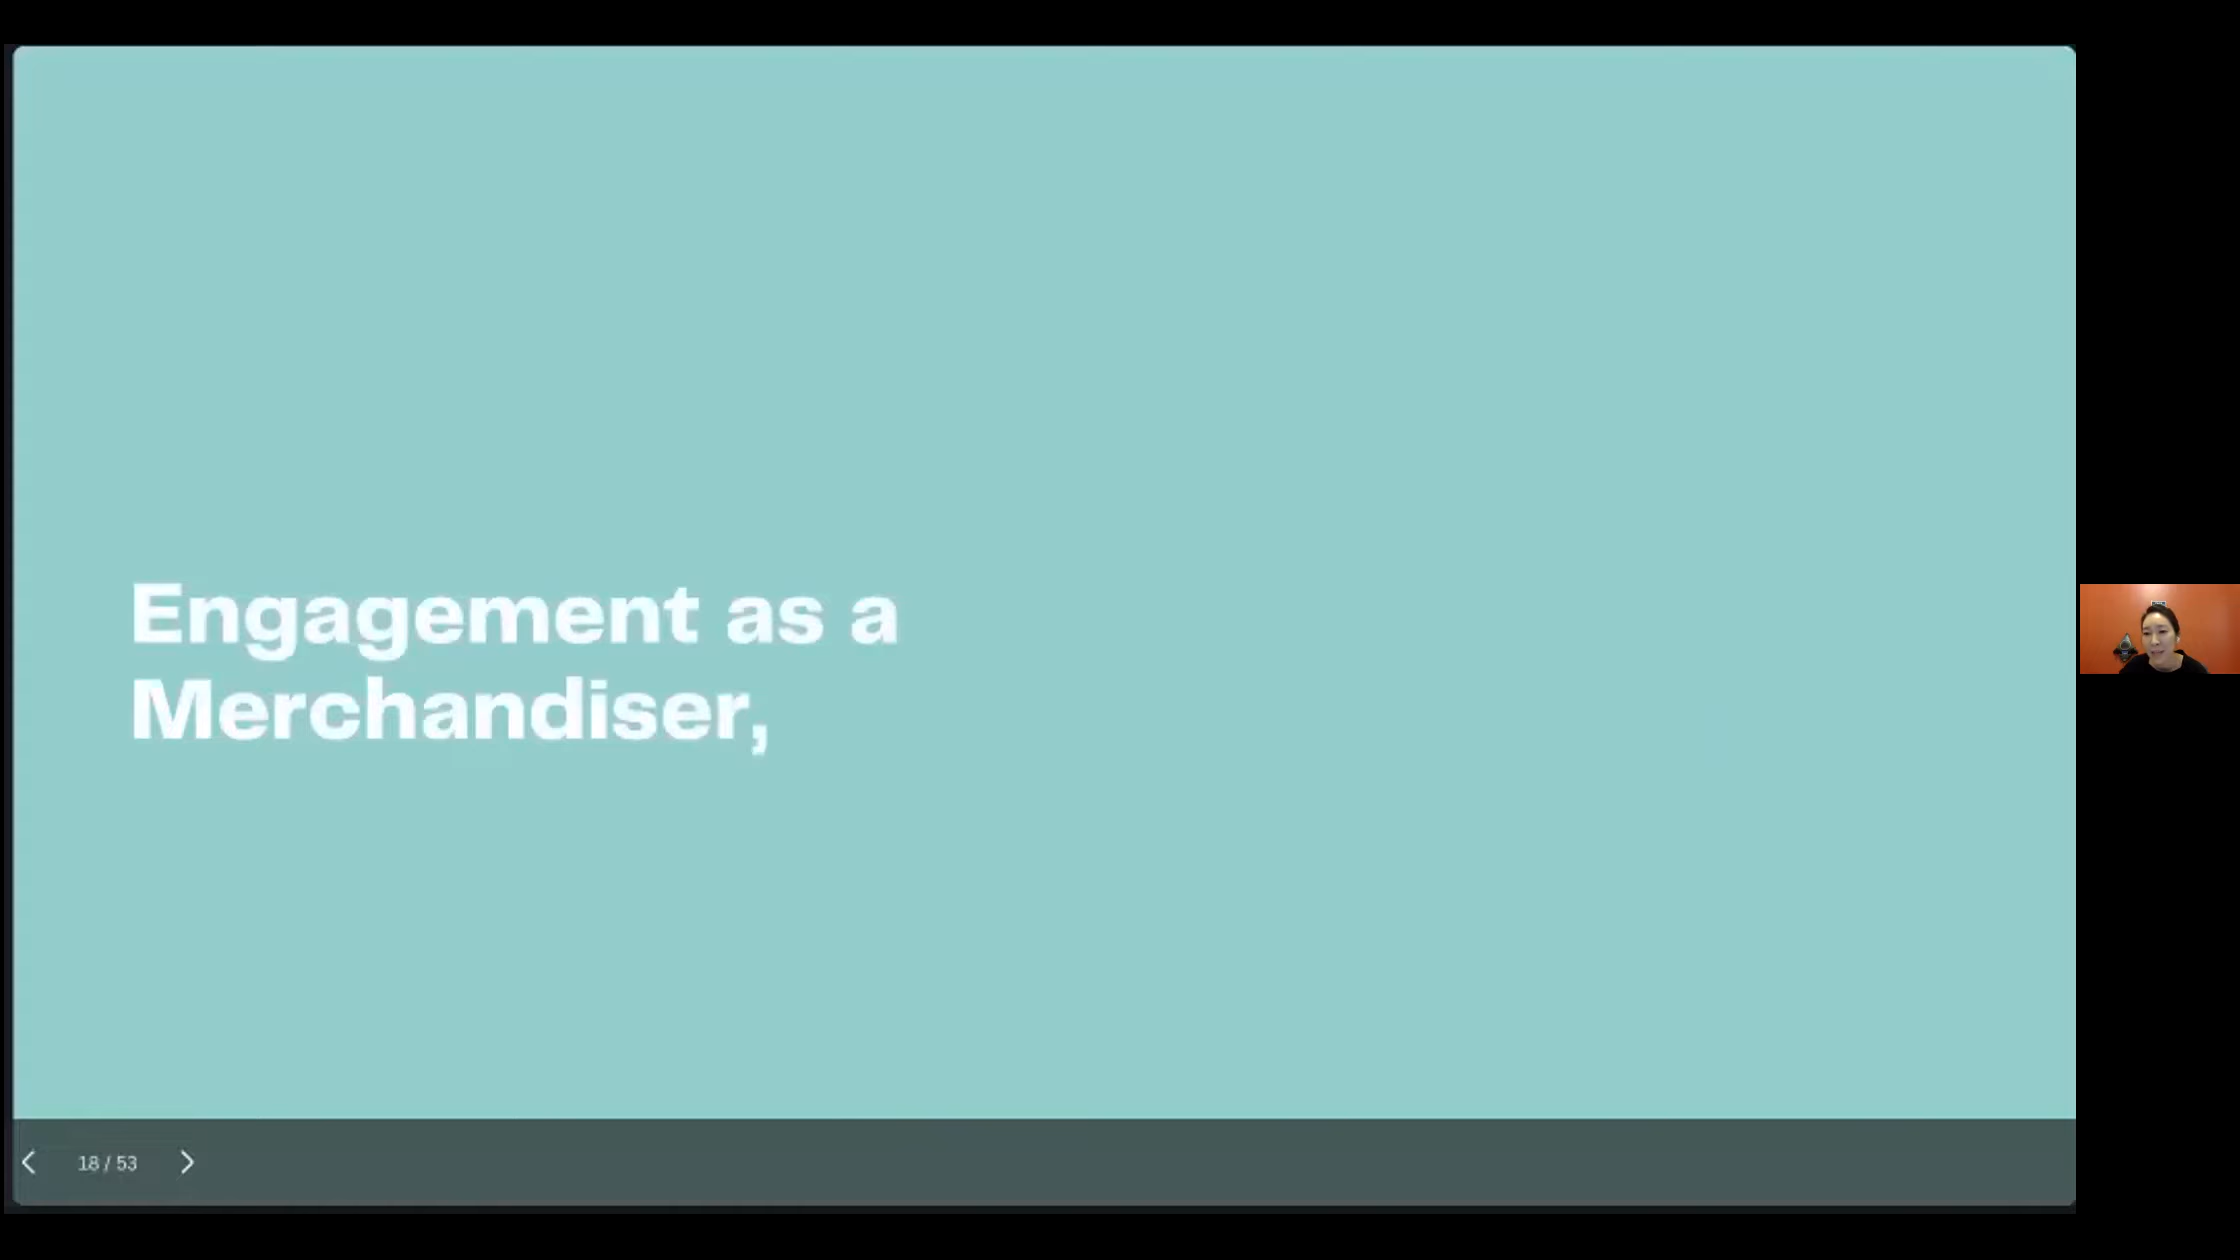 Engagement as a
Merchandiser,
18 / 53